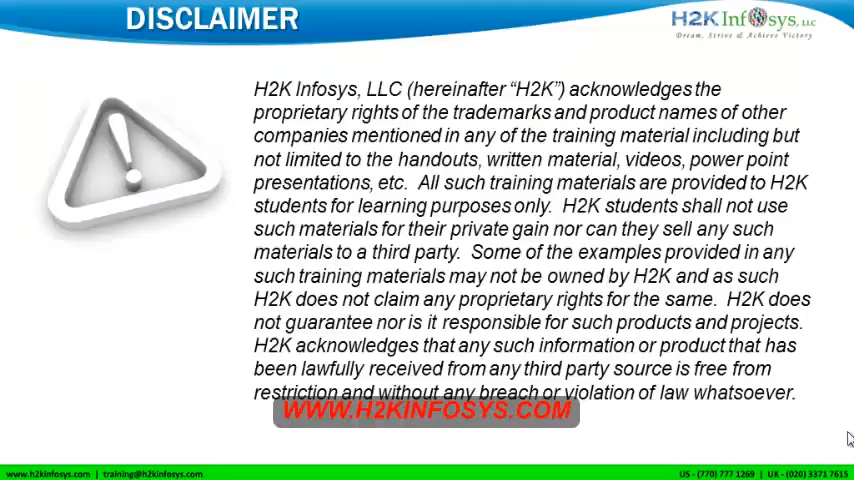 DISCLAIMER
H2K Infosys, LLC
Dream, Strive & Achieve Victory
H2K Infosys, LLC (hereinafter “H2K”) acknowledges the
proprietary rights of the trademarks and product names of other
companies mentioned in any of the training material including but
not limited to the handouts, written material, videos, power point
presentations, etc.  All such training materials are provided to H2K
students for learning purposes only.  H2K students shall not use
such materials for their private gain nor can they sell any such
materials to a third party.  Some of the examples provided in any
such training materials may not be owned by H2K and as such
H2K does not claim any proprietary rights for the same.  H2K does
not guarantee nor is it responsible for such products and projects.
H2K acknowledges that any such information or product that has
been lawfully received from any third party source is free from
restriction and without any breach or violation of law whatsoever.
WWW.H2KINFOSYS.COM
www.h2kinfosys.com | training@h2kinfosys.com
US - (770) 777 1269 | UK - (020) 3371 7615